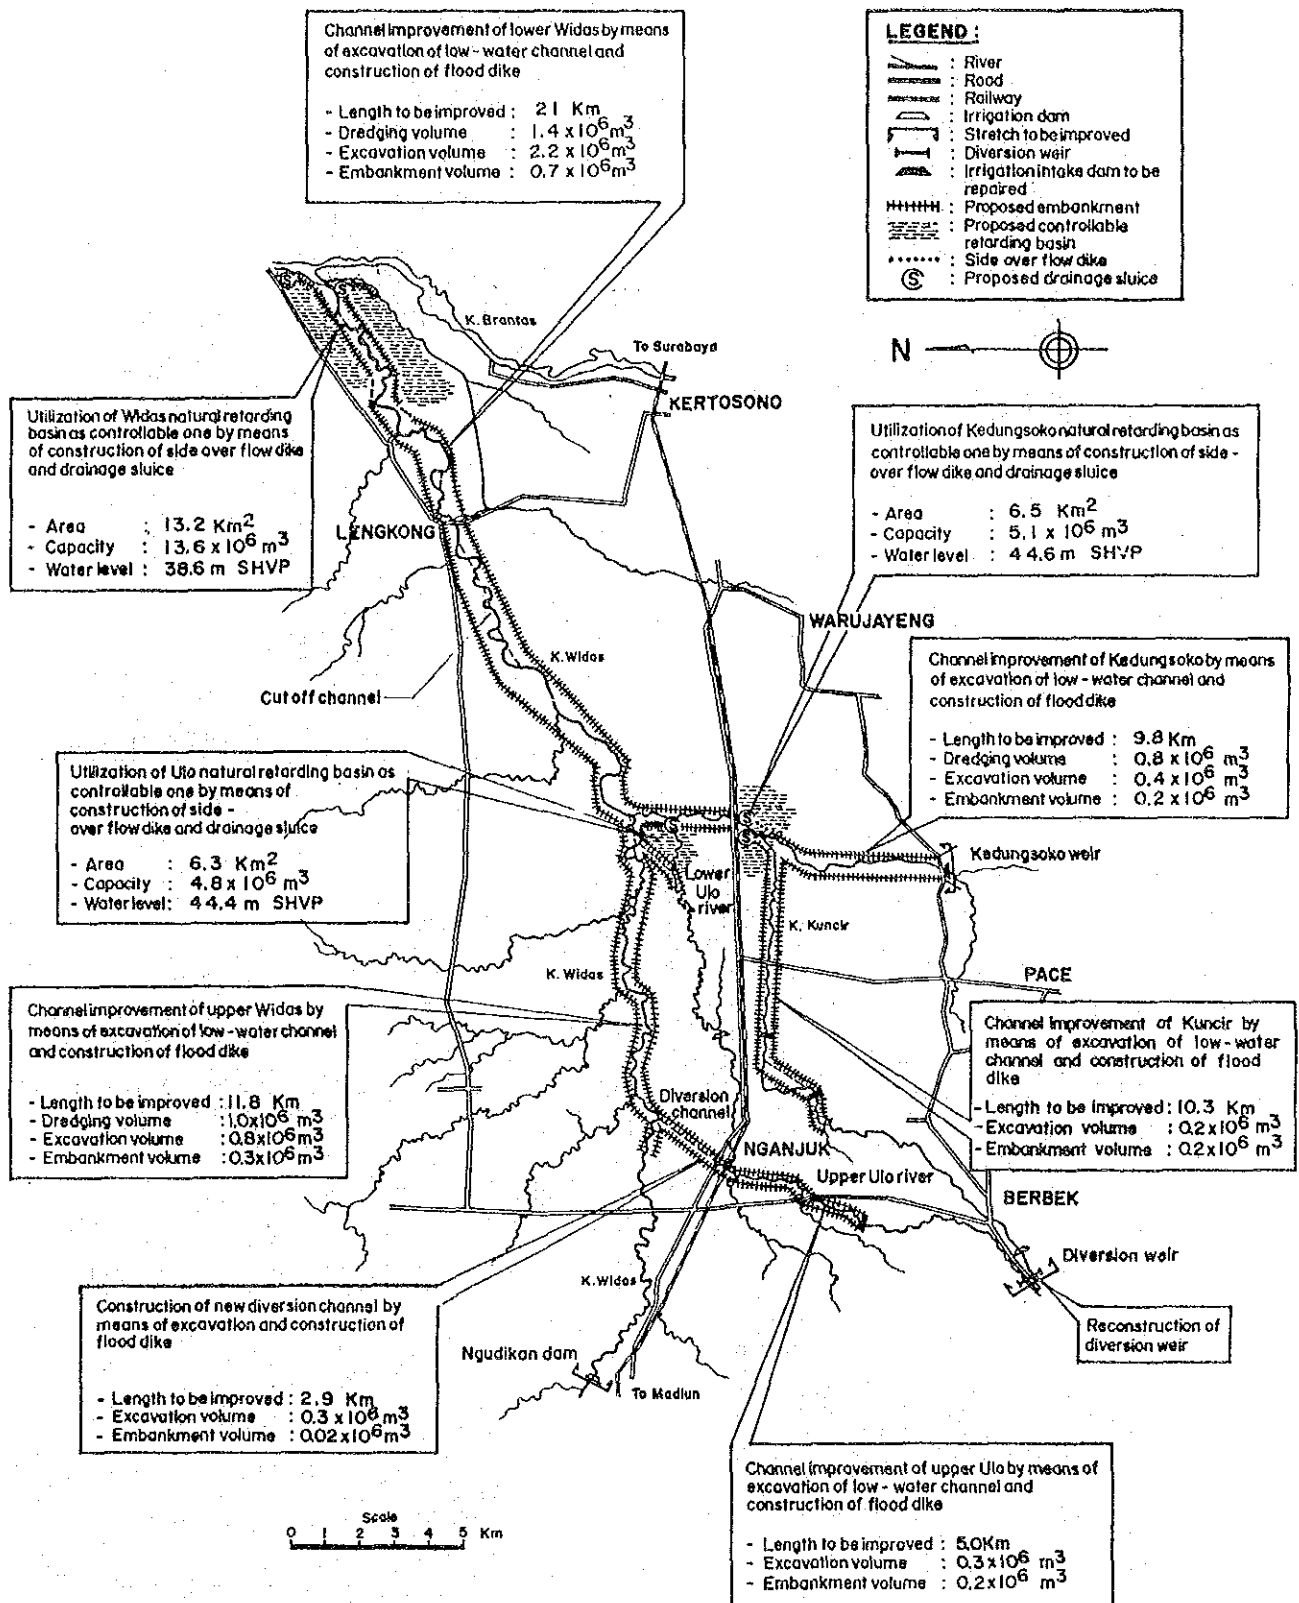 Channel improvement of lower Widas by means
of excavation of low-water channel and
construction of flood dike
- Length to be improved : 21 Km
- Dredging volume : 1.4 x 10⁶ m³
- Excavation volume : 2.2 x 10⁶ m³
- Embankment volume : 0.7 x 10⁶ m³
LEGEND :
: River
: Road
: Railway
: Irrigation dam
: Stretch to be improved
: Diversion weir
: Irrigation intake dam to be
repaired
: Proposed embankment
: Proposed controllable
retarding basin
: Side over flow dike
S : Proposed drainage sluice
N
S
S
K. Brantas
To Surabaya
KERTOSONO
Utilization of Widas natural retarding
basin as controllable one by means
of construction of side over flow dike
and drainage sluice
- Area : 13.2 Km²
- Capacity : 13.6 x 10⁶ m³
- Water level : 38.6 m SHVP
Utilization of Kedungsoko natural retarding basin as
controllable one by means of construction of side -
over flow dike and drainage sluice
- Area : 6.5 Km²
- Capacity : 5.1 x 10⁶ m³
- Water level : 44.6 m SHVP
LENGKONG
WARUJAYENG
K. Widas
Cut off channel
Channel improvement of Kedungsoko by means
of excavation of low - water channel and
construction of flood dike
- Length to be improved : 9.8 Km
- Dredging volume : 0.8 x 10⁶ m³
- Excavation volume : 0.4 x 10⁶ m³
- Embankment volume : 0.2 x 10⁶ m³
Utilization of Ulo natural retarding basin as
controllable one by means of
construction of side -
over flow dike and drainage sluice
- Area : 6.3 Km²
- Capacity : 4.8 x 10⁶ m³
- Water level : 44.4 m SHVP
S
S
S
Kedungsoko weir
Lower
Ulo
river
K. Kuncir
K. Widas
PACE
Channel improvement of upper Widas by
means of excavation of low-water channel
and construction of flood dike
- Length to be improved : 11.8 Km
- Dredging volume : 1.0x10⁶ m³
- Excavation volume : 0.8x10⁶m³
- Embankment volume : 0.3x10⁶m³
Channel improvement of Kuncir by
means of excavation of low-water
channel and construction of flood
dike
- Length to be improved : 10.3 Km
- Excavation volume : 0.2x10⁶m³
- Embankment volume : 0.2x10⁶m³
Diversion
channel
NGANJUK
Upper Ulo river
BERBEK
Diversion weir
K. Widas
Construction of new diversion channel by
means of excavation and construction of
flood dike
- Length to be improved : 2.9 Km
- Excavation volume : 0.3 x 10⁶ m³
- Embankment volume : 0.02x10⁶m³
Reconstruction of
diversion weir
Ngudikan dam
To Madiun
Channel improvement of upper Ulo by means of
excavation of low - water channel and
construction of flood dike
- Length to be improved : 5.0Km
- Excavation volume : 0.3x10⁶ m³
- Embankment volume : 0.2x10⁶ m³
Scale
0 1 2 3 4 5 Km